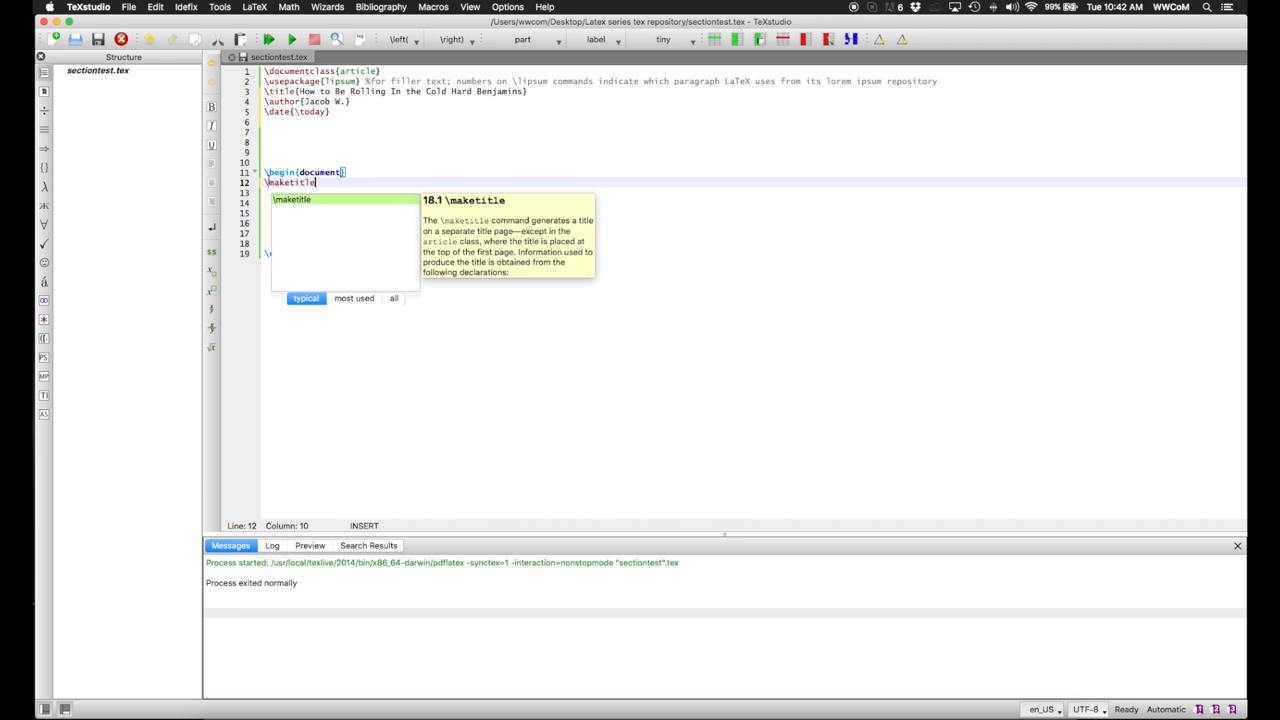 TeXstudio File Edit Idefix Tools LaTeX Math Wizards Bibliography Macros View Options Help 6 99% Tue 10:42 AM WWCoM
/Users/wwcom/Desktop/Latex series tex repository/sectiontest.tex - TeXstudio
\left( \right) part label tiny
Structure
sectiontest.tex
sectiontest.tex
1 \documentclass{article}
2 \usepackage{lipsum} %for filler text; numbers on \lipsum commands indicate which paragraph LaTeX uses from its lorem ipsum repository
3 \title{How to Be Rolling In the Cold Hard Benjamins}
4 \author{Jacob W.}
5 \date{\today}
6
7
8
9
10
11 \begin{document}
12 \maketitle
13
14
15
16
17
18
19
\maketitle
typical most used all
18.1 \maketitle
The \maketitle command generates a title
on a separate title page—except in the
article class, where the title is placed at
the top of the first page. Information used to
produce the title is obtained from the
following declarations:
B
I
U
$$
PS
MP
TI
AS
Line: 12 Column: 10 INSERT
Messages Log Preview Search Results
Process started: /usr/local/texlive/2014/bin/x86_64-darwin/pdflatex -synctex=1 -interaction=nonstopmode "sectiontest".tex
Process exited normally
en_US UTF-8 Ready Automatic